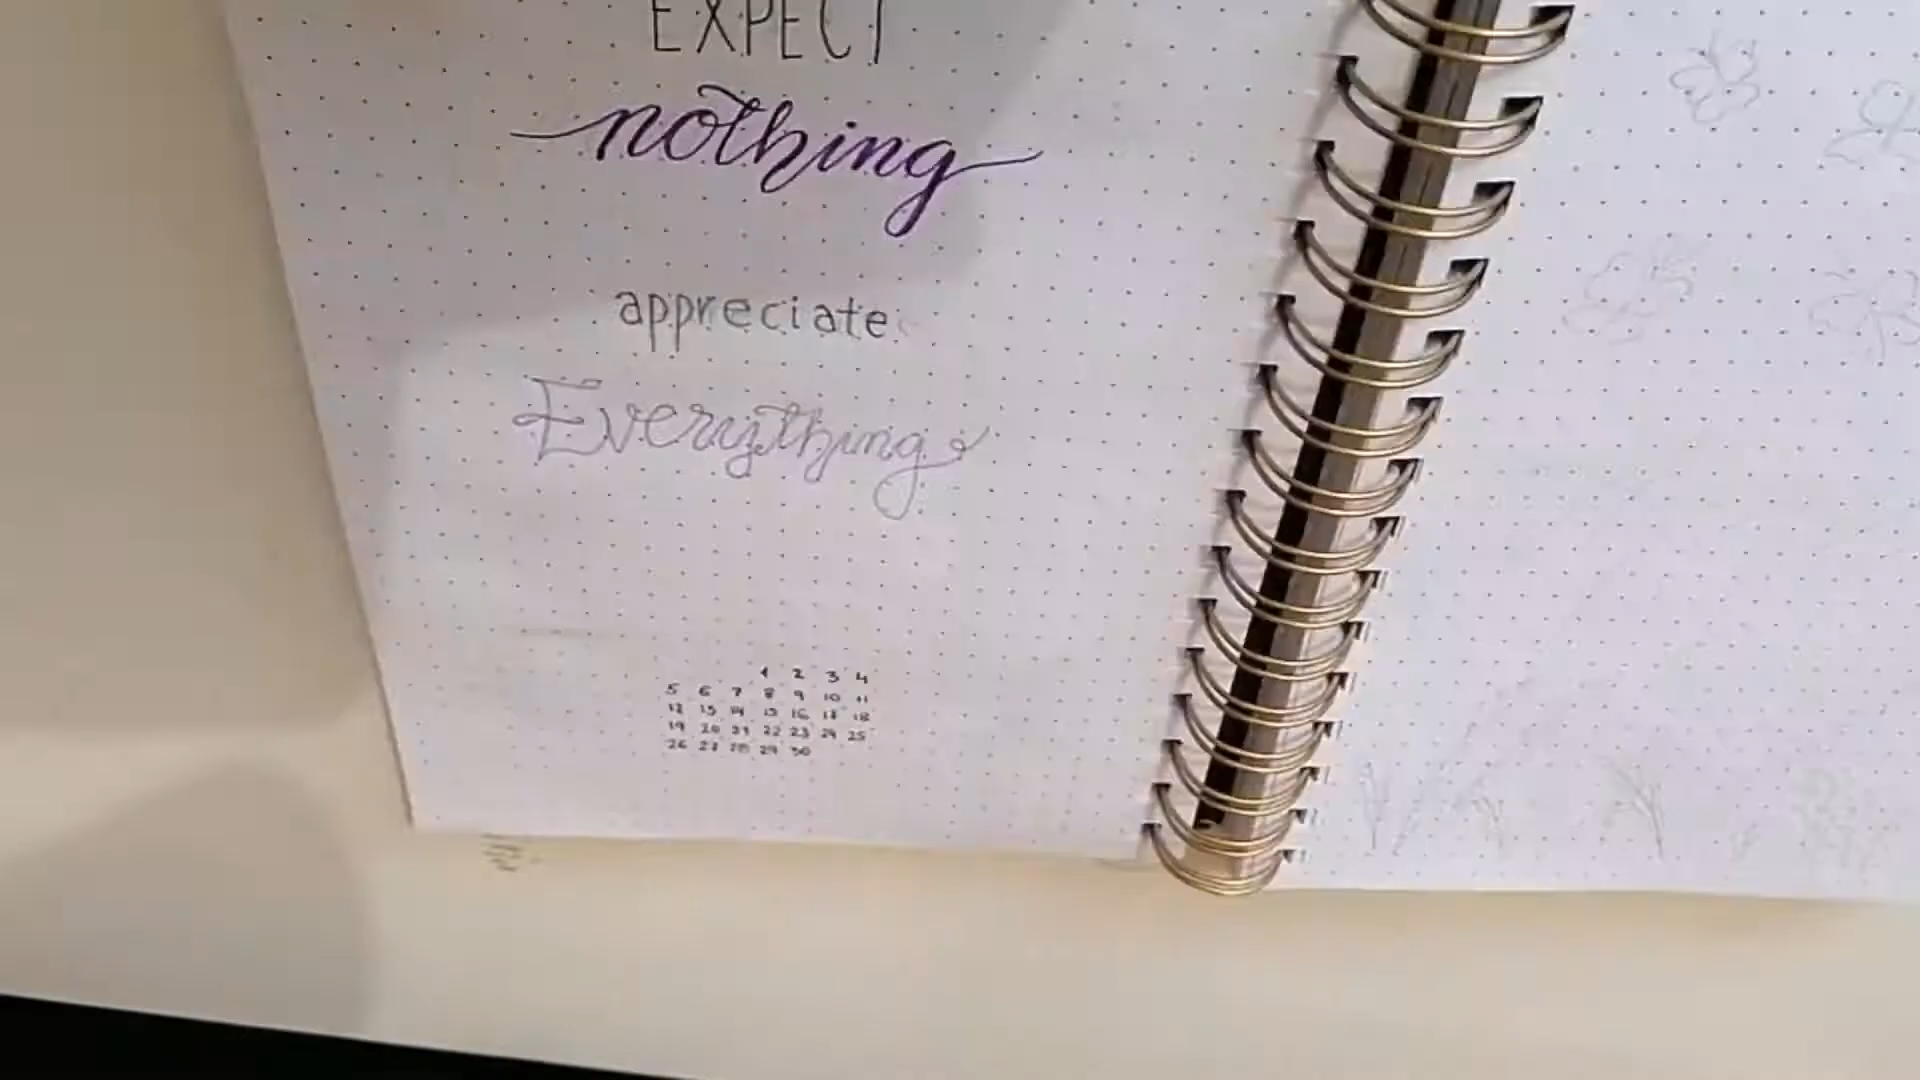 EXPECT
nothing
appreciate
Everything
1 2 3 4
5 6 7 8 9 10 11
12 13 14 15 16 17 18
19 20 21 22 23 24 25
26 27 28 29 30